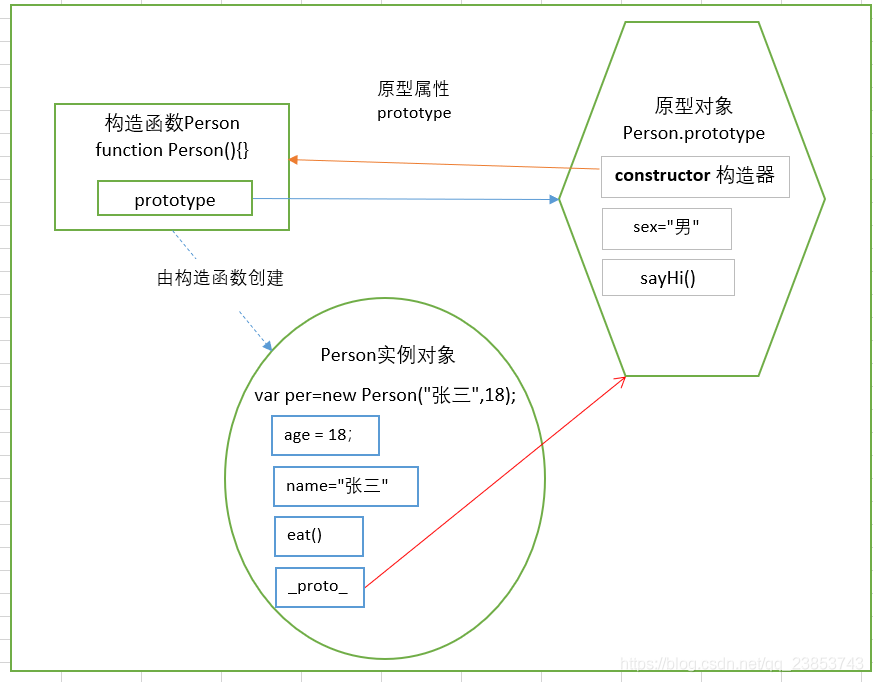 原型属性
prototype
构造函数Person
function Person(){}
prototype
原型对象
Person.prototype
constructor 构造器
sex="男"
sayHi()
由构造函数创建
Person实例对象
var per=new Person("张三",18);
age = 18；
name="张三"
eat()
_proto_
https://blog.csdn.net/qq_23853743